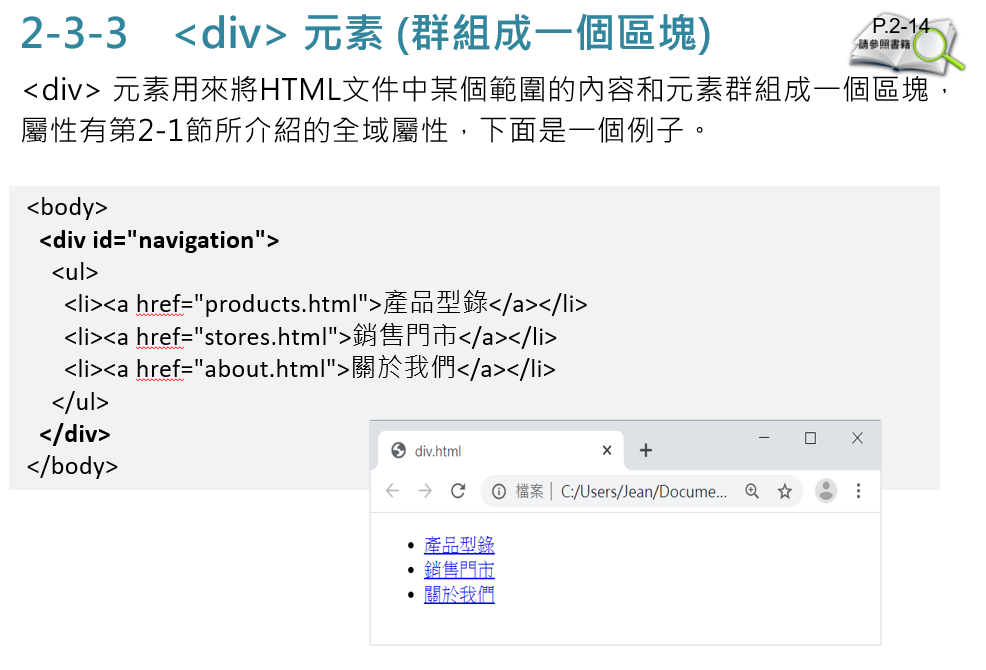 2-3-3 <div> 元素 (群組成一個區塊)
P.2-14
請參照書籍
<div> 元素用來將HTML文件中某個範圍的內容和元素群組成一個區塊，
屬性有第2-1節所介紹的全域屬性，下面是一個例子。
<body>
<div id="navigation">
<ul>
<li><a href="products.html">產品型錄</a></li>
<li><a href="stores.html">銷售門市</a></li>
<li><a href="about.html">關於我們</a></li>
</ul>
</div>
</body>
div.html
檔案 | C:/Users/Jean/Docume...
產品型錄
銷售門市
關於我們